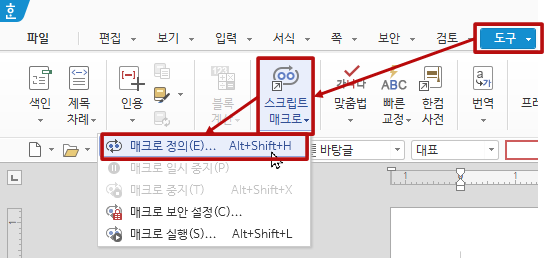 파일 편집 보기 입력 서식 쪽 보안 검토 도구
색인 제목 차례 인용 블록 계산 스크립트 매크로 맞춤법 빠른 교정 한컴 사전 번역
매크로 정의(E)... Alt+Shift+H
바탕글 대표
매크로 일시 중지(P)
매크로 중지(T) Alt+Shift+X
매크로 보안 설정(C)...
매크로 실행(S)... Alt+Shift+L